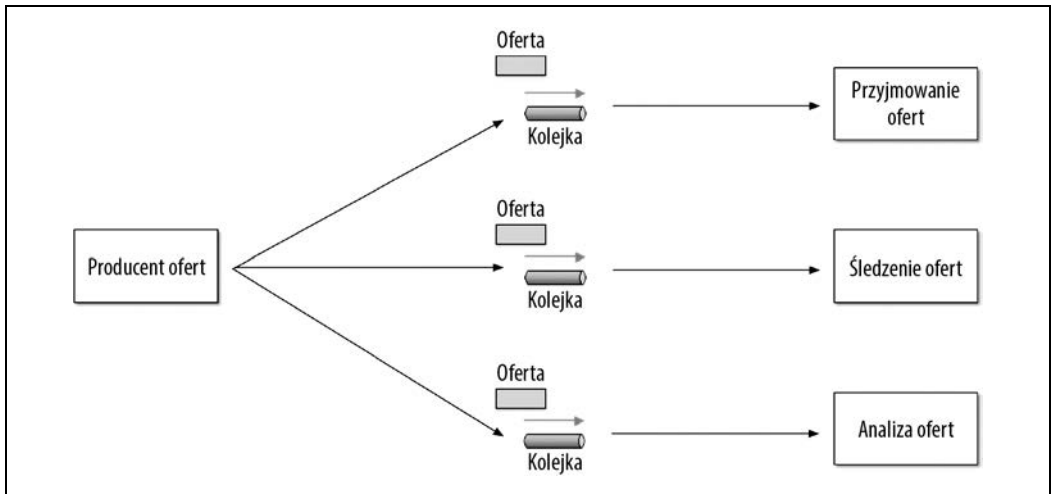 Oferta
Kolejka
Przyjmowanie
ofert
Producent ofert
Oferta
Kolejka
Śledzenie ofert
Oferta
Kolejka
Analiza ofert